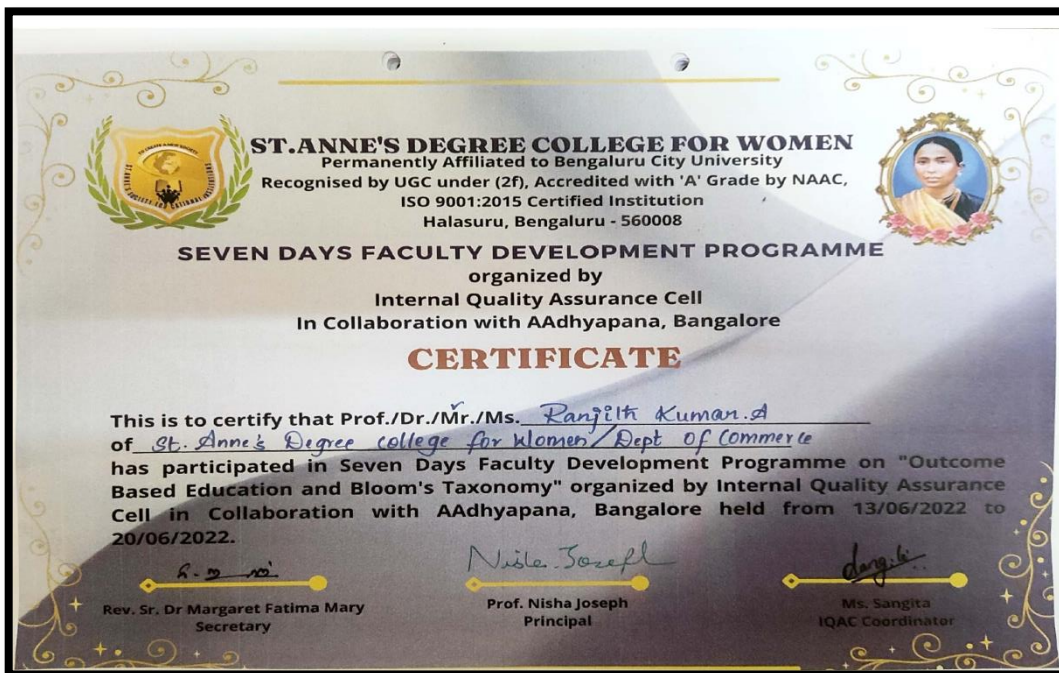 TO CREATE A NEW SOCIETY
ST.ANNE'S DEGREE COLLEGE FOR WOMEN
Permanently Affiliated to Bengaluru City University
Recognised by UGC under (2f), Accredited with 'A' Grade by NAAC,
ISO 9001:2015 Certified Institution
Halasuru, Bengaluru - 560008
SEVEN DAYS FACULTY DEVELOPMENT PROGRAMME
organized by
Internal Quality Assurance Cell
In Collaboration with AAdhyapana, Bangalore
CERTIFICATE
This is to certify that Prof./Dr./Mr./Ms. Ranjith Kumar.A
of St. Anne's Degree college for Women/Dept of Commerce
has participated in Seven Days Faculty Development Programme on "Outcome
Based Education and Bloom's Taxonomy" organized by Internal Quality Assurance
Cell in Collaboration with AAdhyapana, Bangalore held from 13/06/2022 to
20/06/2022.
Nisha Joseph
Sangita
Rev. Sr. Dr Margaret Fatima Mary
Secretary
Prof. Nisha Joseph
Principal
Ms. Sangita
IQAC Coordinator